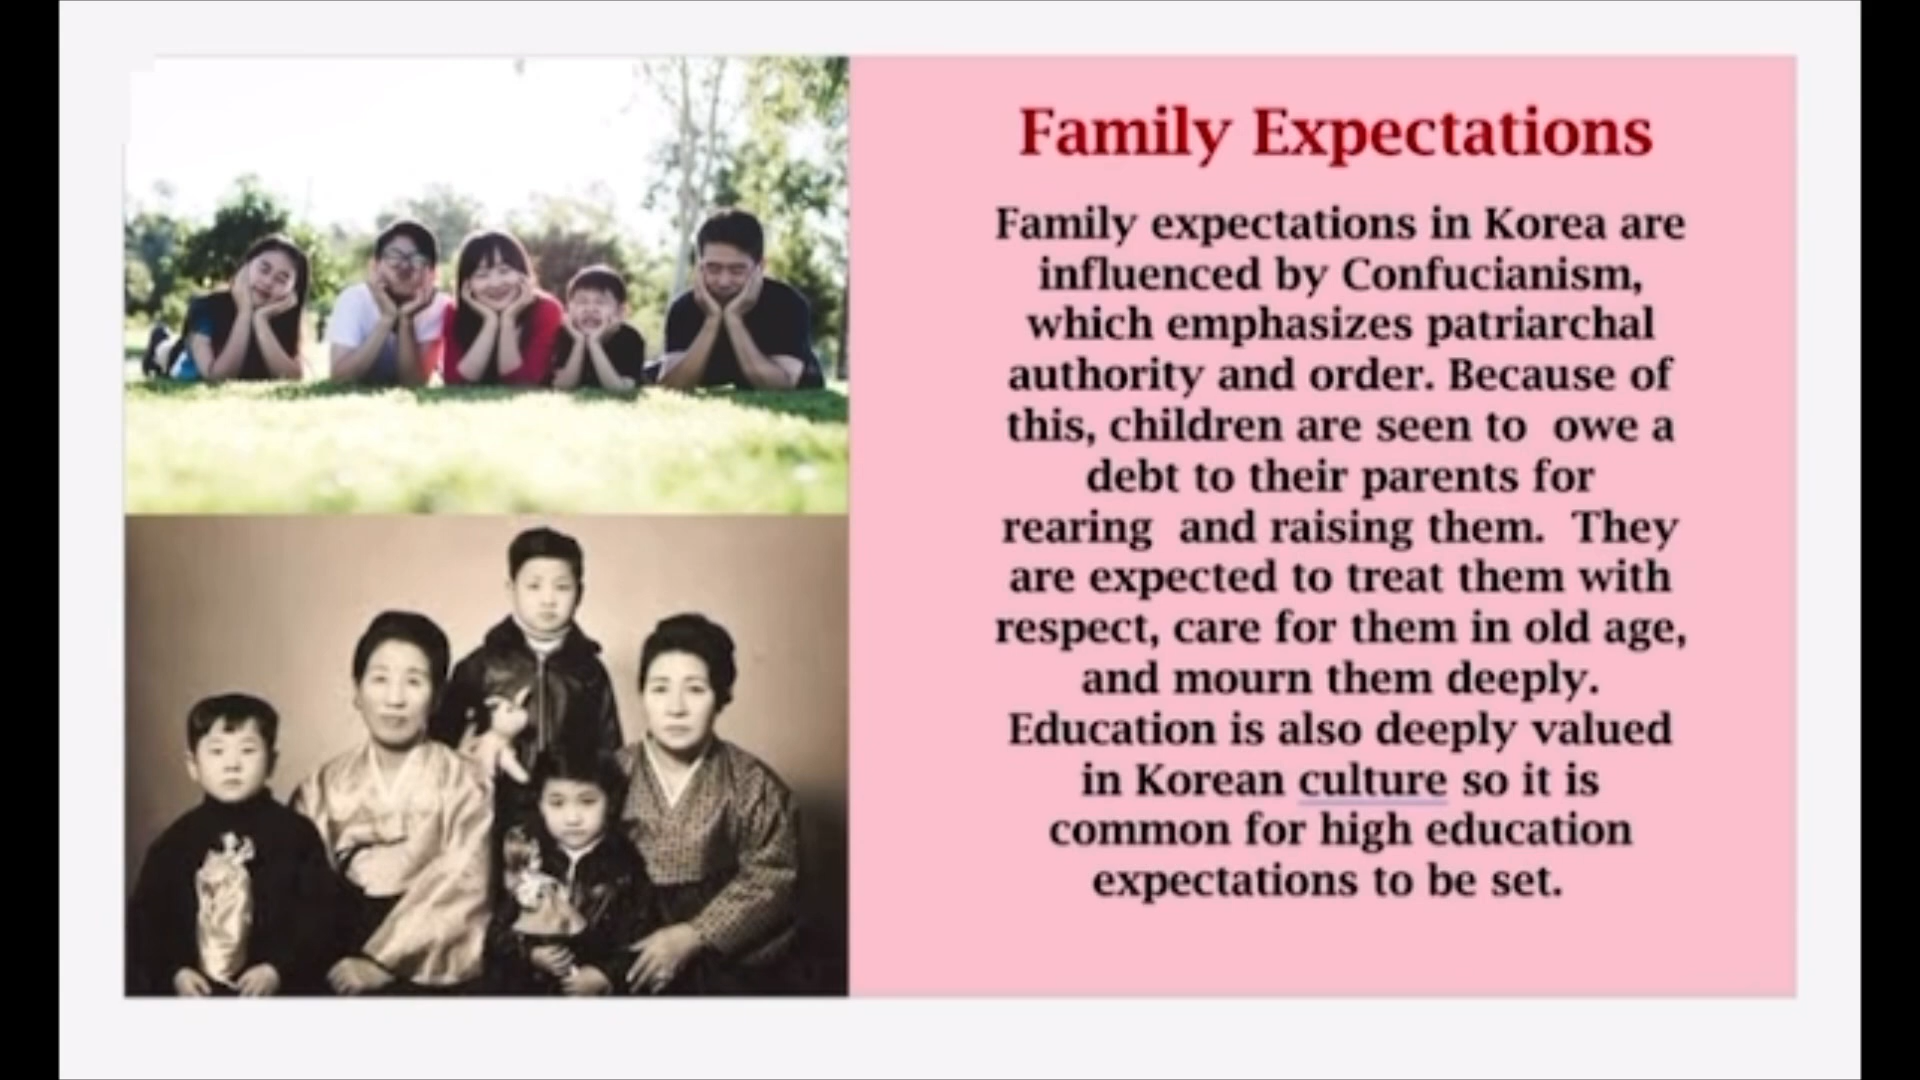 Family Expectations
Family expectations in Korea are
influenced by Confucianism,
which emphasizes patriarchal
authority and order. Because of
this, children are seen to  owe a
debt to their parents for
rearing  and raising them.  They
are expected to treat them with
respect, care for them in old age,
and mourn them deeply.
Education is also deeply valued
in Korean culture so it is
common for high education
expectations to be set.